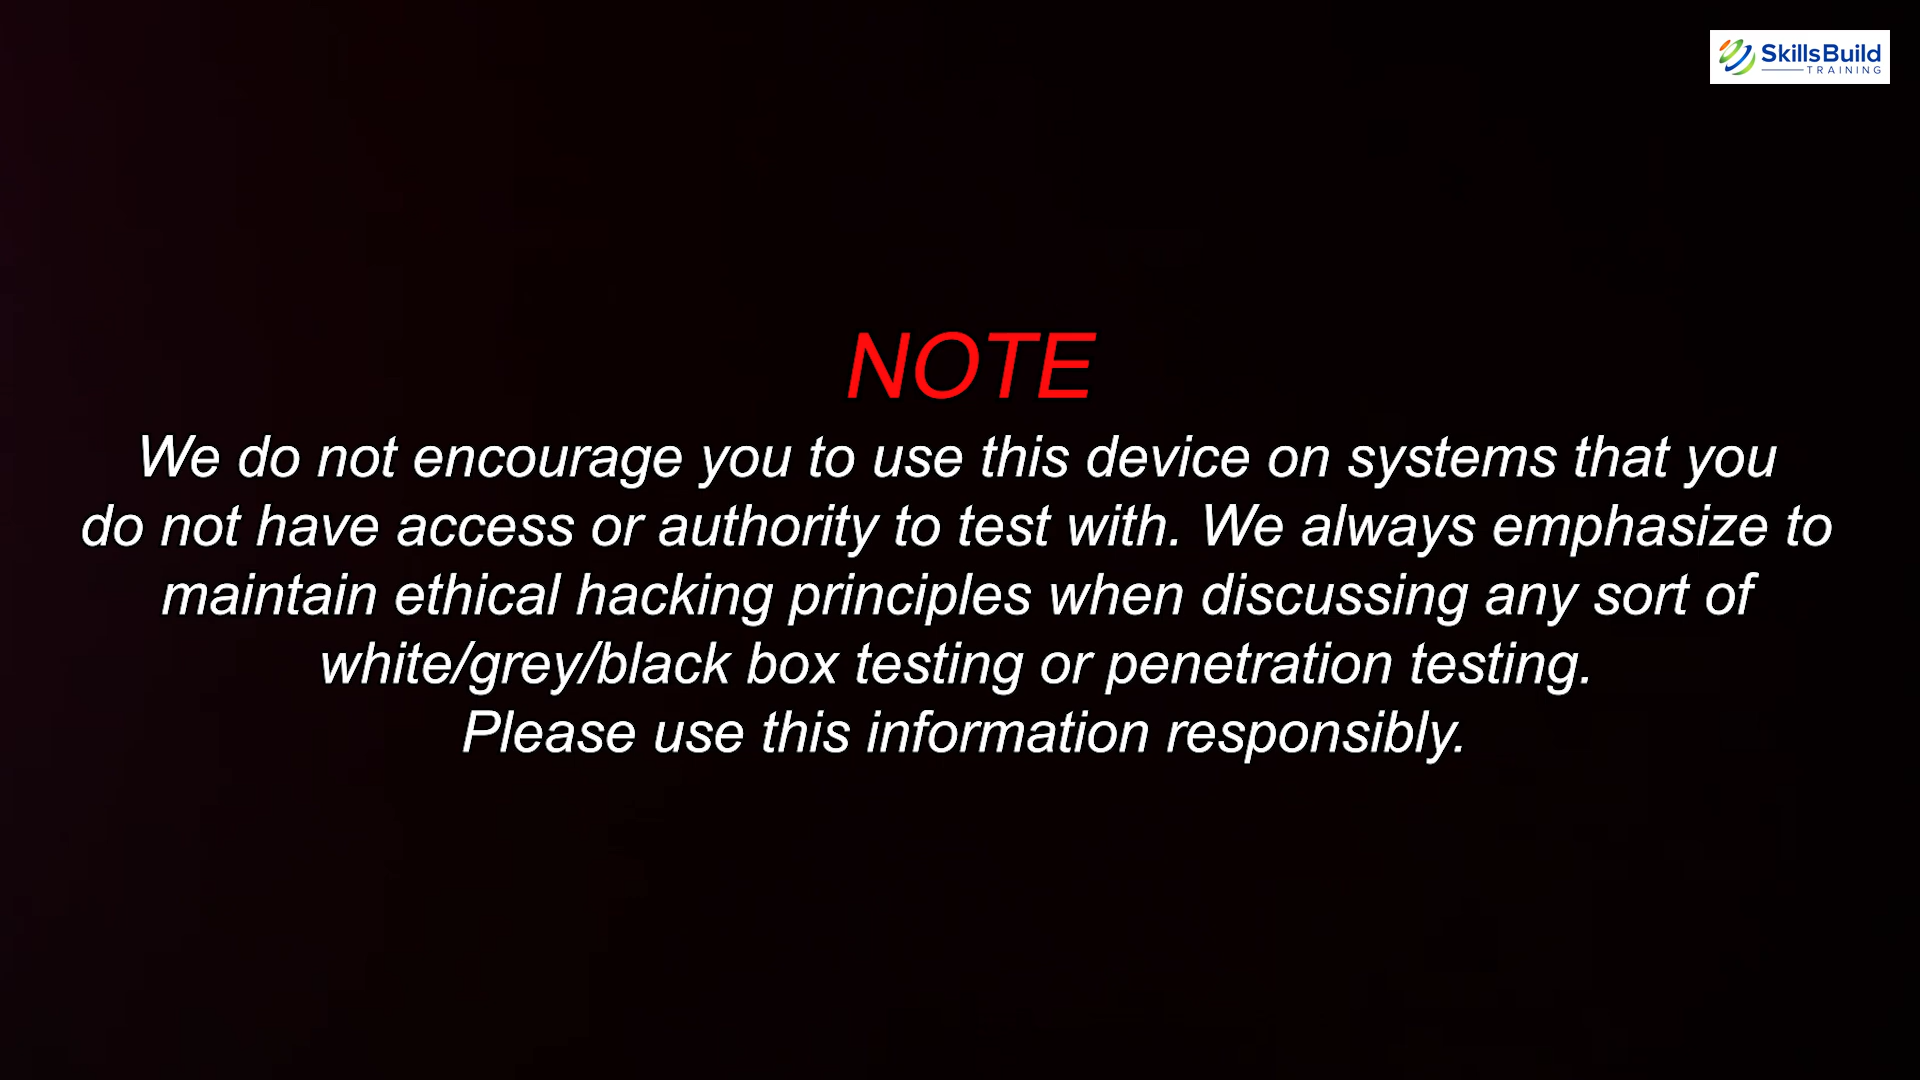 SkillsBuild
TRAINING
NOTE
We do not encourage you to use this device on systems that you
do not have access or authority to test with. We always emphasize to
maintain ethical hacking principles when discussing any sort of
white/grey/black box testing or penetration testing.
Please use this information responsibly.